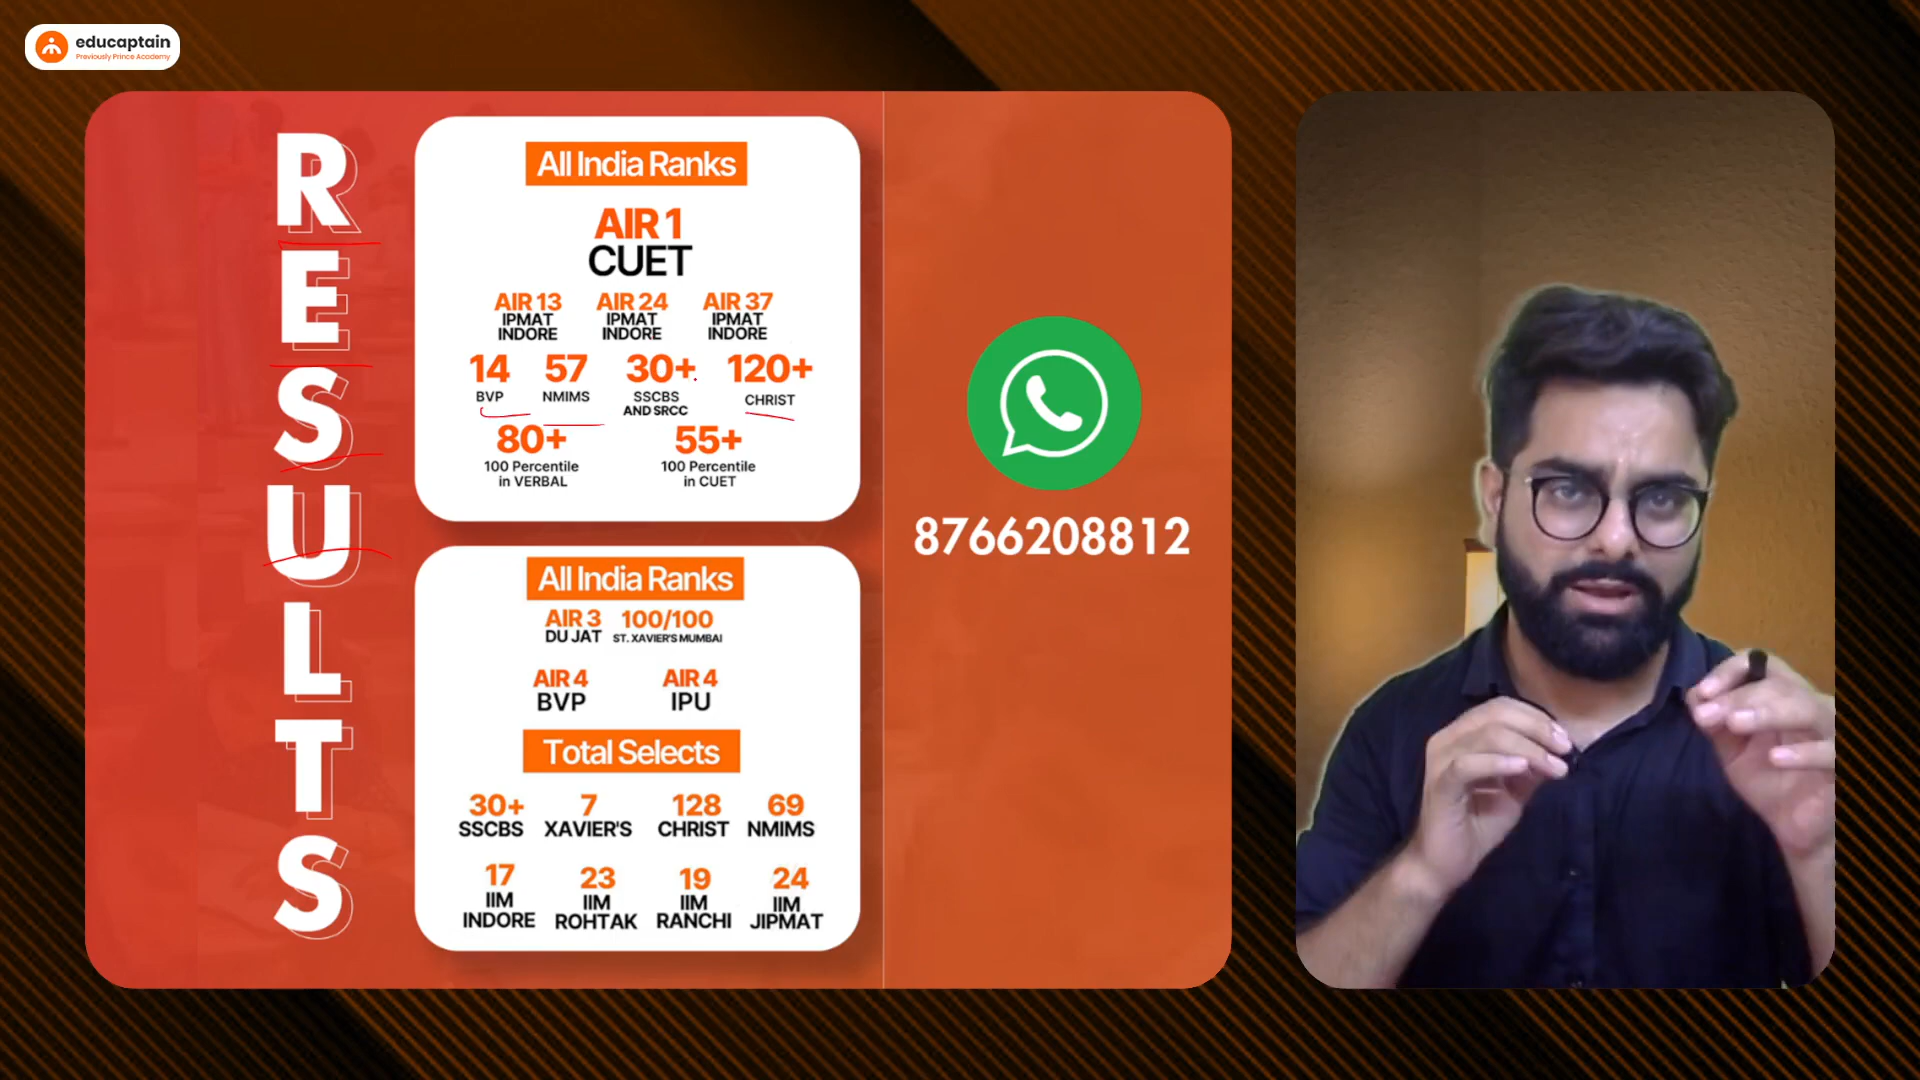 educaptain
Previously Prince Academy
RESULTS
All India Ranks
AIR 1
CUET
AIR 13 AIR 24 AIR 37
IPMAT IPMAT IPMAT
INDORE INDORE INDORE
14 57 30+ 120+
BVP NMIMS SSCBS CHRIST
AND SRCC
80+ 55+
100 Percentile 100 Percentile
in VERBAL in CUET
All India Ranks
AIR 3 100/100
DU JAT ST. XAVIER'S MUMBAI
AIR 4 AIR 4
BVP IPU
Total Selects
30+ 7 128 69
SSCBS XAVIER'S CHRIST NMIMS
17 23 19 24
IIM IIM IIM IIM
INDORE ROHTAK RANCHI JIPMAT
8766208812